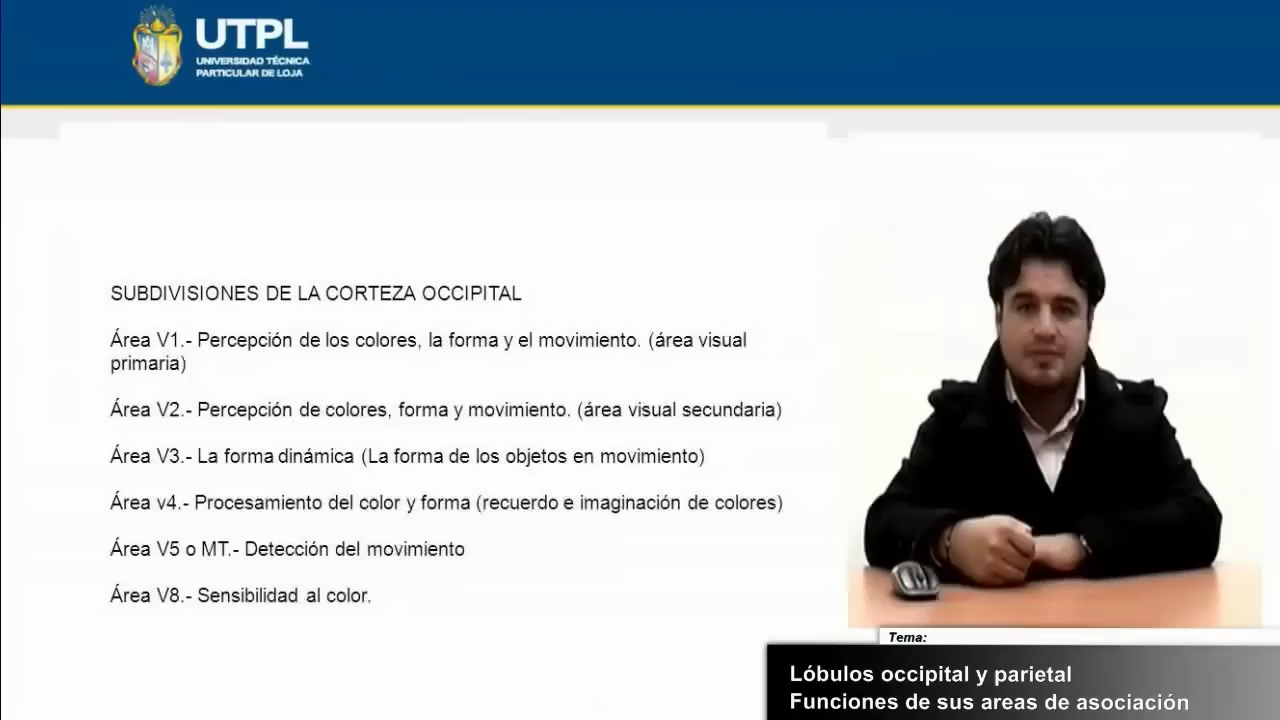 UTPL
UNIVERSIDAD TÉCNICA
PARTICULAR DE LOJA
SUBDIVISIONES DE LA CORTEZA OCCIPITAL
Área V1.- Percepción de los colores, la forma y el movimiento. (área visual
primaria)
Área V2.- Percepción de colores, forma y movimiento. (área visual secundaria)
Área V3.- La forma dinámica (La forma de los objetos en movimiento)
Área v4.- Procesamiento del color y forma (recuerdo e imaginación de colores)
Área V5 o MT.- Detección del movimiento
Área V8.- Sensibilidad al color.
Tema:
Lóbulos occipital y parietal
Funciones de sus areas de asociación